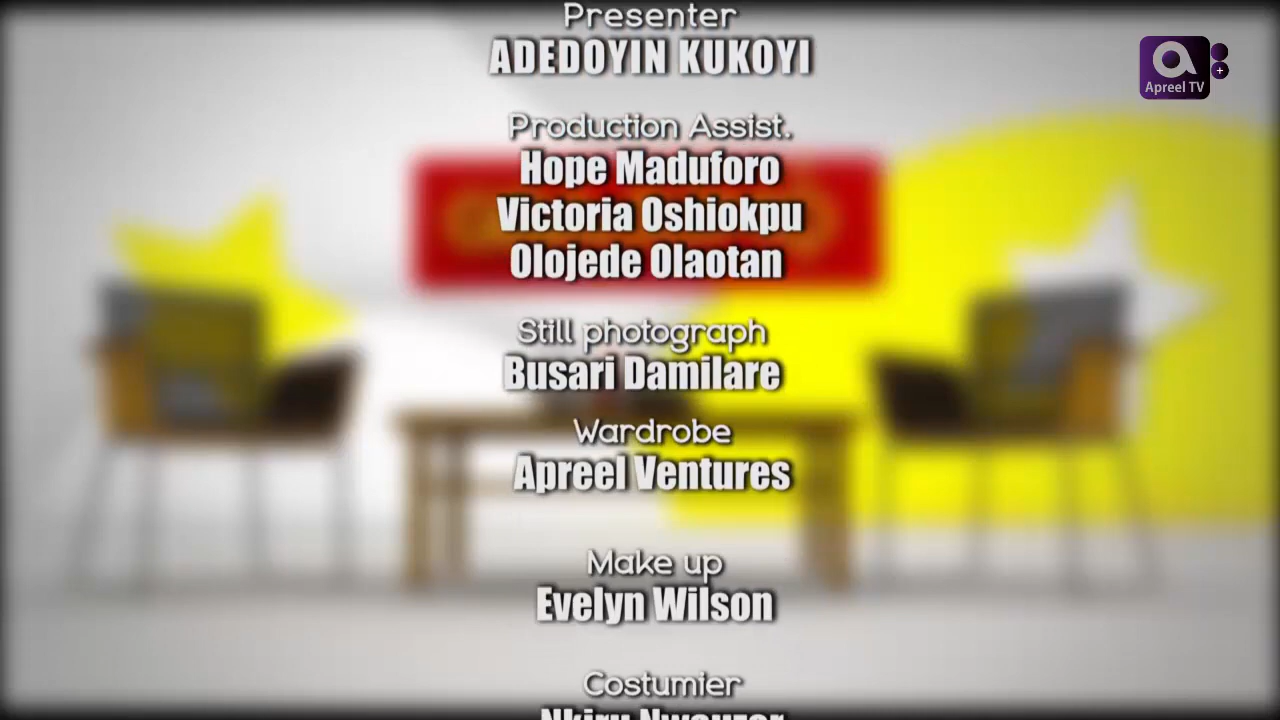 Presenter
ADEDOYIN KUKOYI
Apreel TV
Production Assist.
Hope Maduforo
Victoria Oshiokpu
Olojede Olaotan
Still photograph
Busari Damilare
Wardrobe
Apreel Ventures
Make up
Evelyn Wilson
Costumier